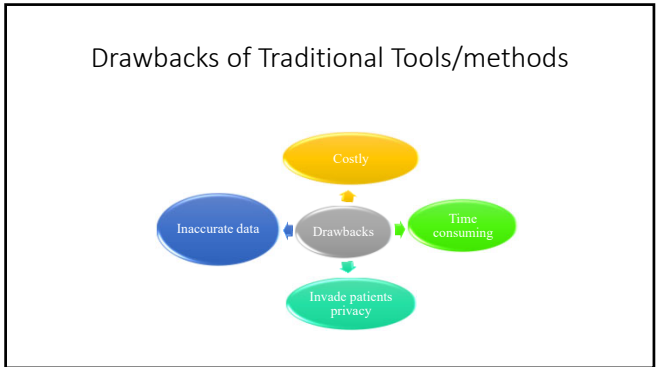 Drawbacks of Traditional Tools/methods
Costly
Inaccurate data
Drawbacks
Time
consuming
Invade patients
privacy